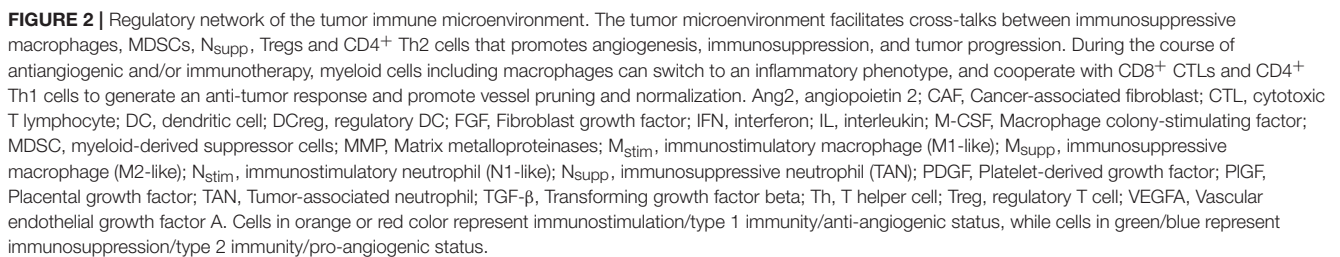 FIGURE 2 | Regulatory network of the tumor immune microenvironment. The tumor microenvironment facilitates cross-talks between immunosuppressive
macrophages, MDSCs, Nsupp, Tregs and CD4+ Th2 cells that promotes angiogenesis, immunosuppression, and tumor progression. During the course of
antiangiogenic and/or immunotherapy, myeloid cells including macrophages can switch to an inflammatory phenotype, and cooperate with CD8+ CTLs and CD4+
Th1 cells to generate an anti-tumor response and promote vessel pruning and normalization. Ang2, angiopoietin 2; CAF, Cancer-associated fibroblast; CTL, cytotoxic
T lymphocyte; DC, dendritic cell; DCreg, regulatory DC; FGF, Fibroblast growth factor; IFN, interferon; IL, interleukin; M-CSF, Macrophage colony-stimulating factor;
MDSC, myeloid-derived suppressor cells; MMP, Matrix metalloproteinases; Mstim, immunostimulatory macrophage (M1-like); Msupp, immunosuppressive
macrophage (M2-like); Nstim, immunostimulatory neutrophil (N1-like); Nsupp, immunosuppressive neutrophil (TAN); PDGF, Platelet-derived growth factor; PlGF,
Placental growth factor; TAN, Tumor-associated neutrophil; TGF-β, Transforming growth factor beta; Th, T helper cell; Treg, regulatory T cell; VEGFA, Vascular
endothelial growth factor A. Cells in orange or red color represent immunostimulation/type 1 immunity/anti-angiogenic status, while cells in green/blue represent
immunosuppression/type 2 immunity/pro-angiogenic status.